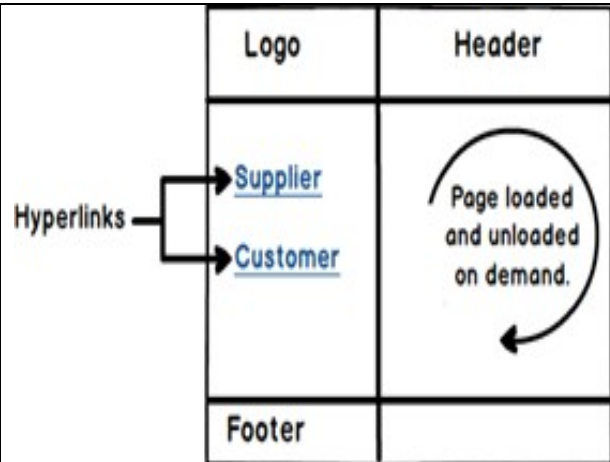 Logo
Header
Hyperlinks
Supplier
Customer
Page loaded
and unloaded
on demand.
Footer